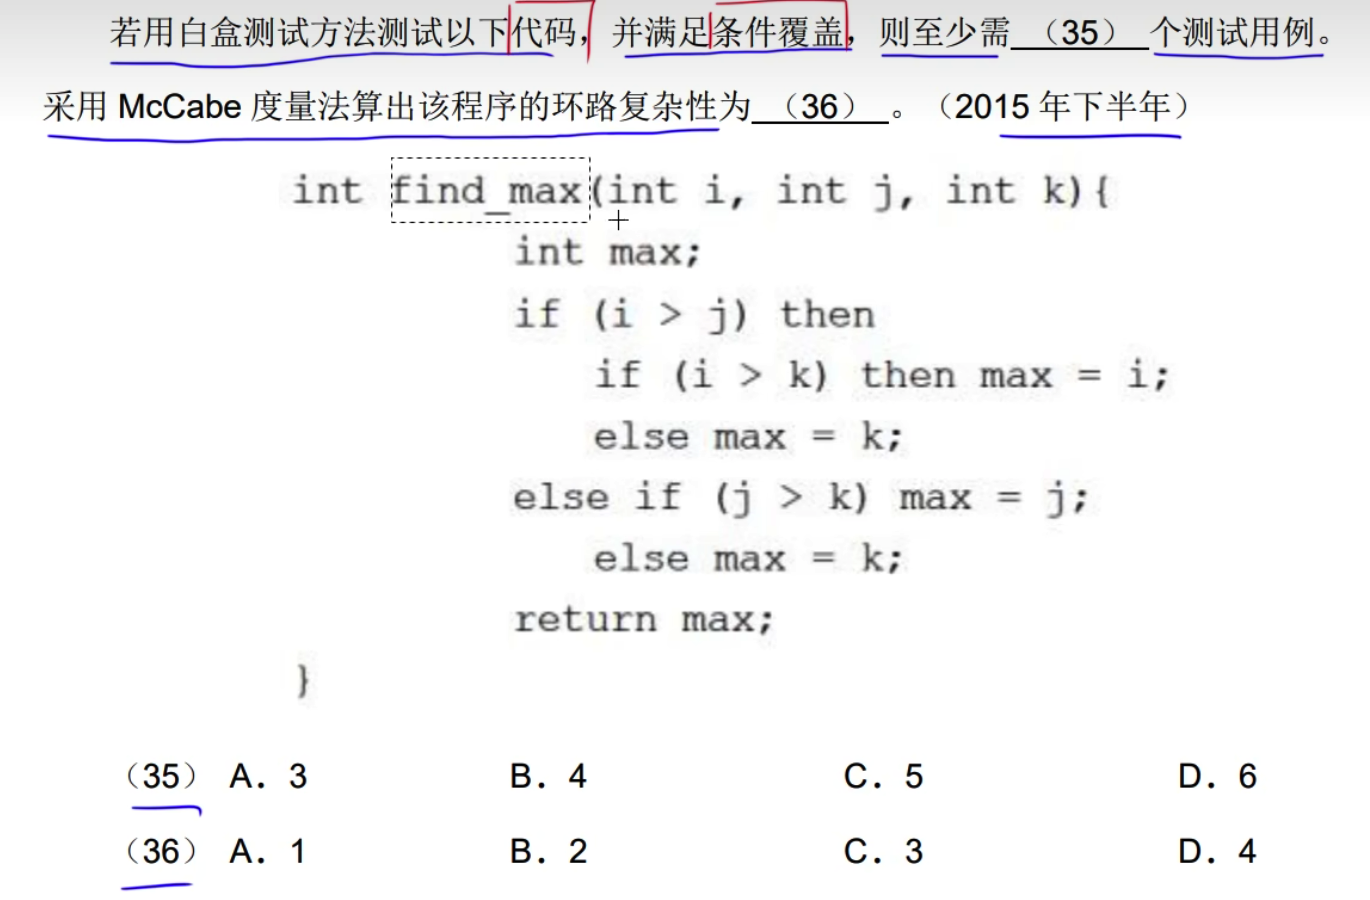 若用白盒测试方法测试以下代码，并满足条件覆盖，则至少需 （35） 个测试用例。
采用 McCabe 度量法算出该程序的环路复杂性为 （36） 。（2015 年下半年）
int find_max(int i, int j, int k){
int max;
if (i > j) then
if (i > k) then max = i;
else max = k;
else if (j > k) max = j;
else max = k;
return max;
}
（35） A．3 B．4 C．5 D．6
（36） A．1 B．2 C．3 D．4